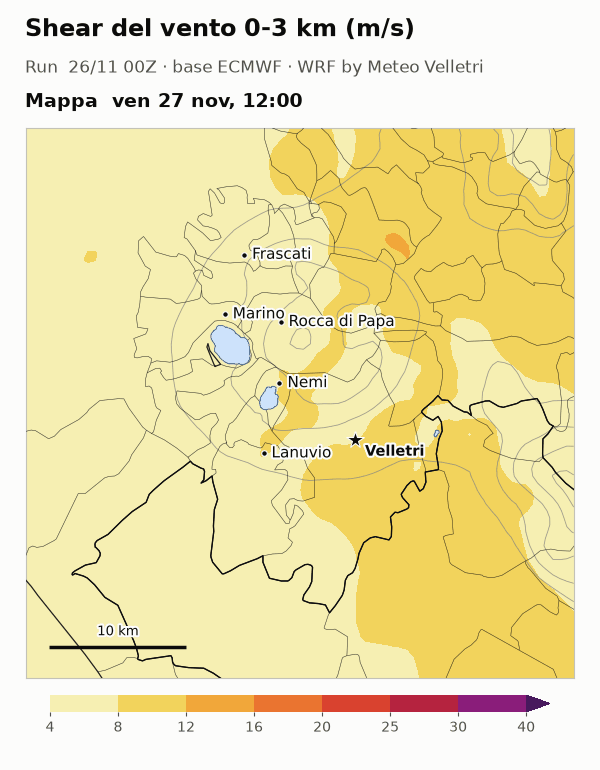 Shear del vento 0-3 km (m/s)
Run  26/11 00Z · base ECMWF · WRF by Meteo Velletri
Mappa  ven 27 nov, 12:00
Frascati
Marino
Rocca di Papa
Nemi
Velletri
Lanuvio
10 km
4 8 12 16 20 25 30 40